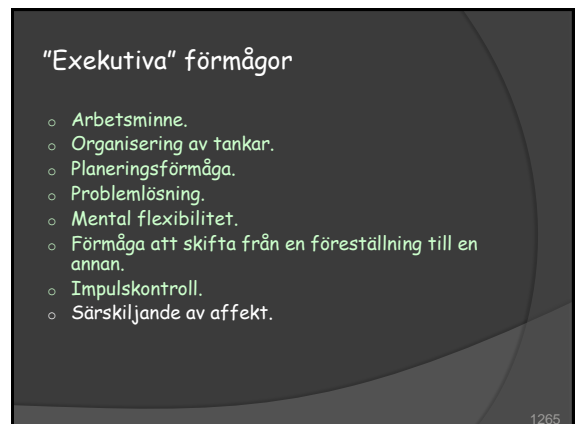 ”Exekutiva” förmågor
o Arbetsminne.
o Organisering av tankar.
o Planeringsförmåga.
o Problemlösning.
o Mental flexibilitet.
o Förmåga att skifta från en föreställning till en
annan.
o Impulskontroll.
o Särskiljande av affekt.
1265